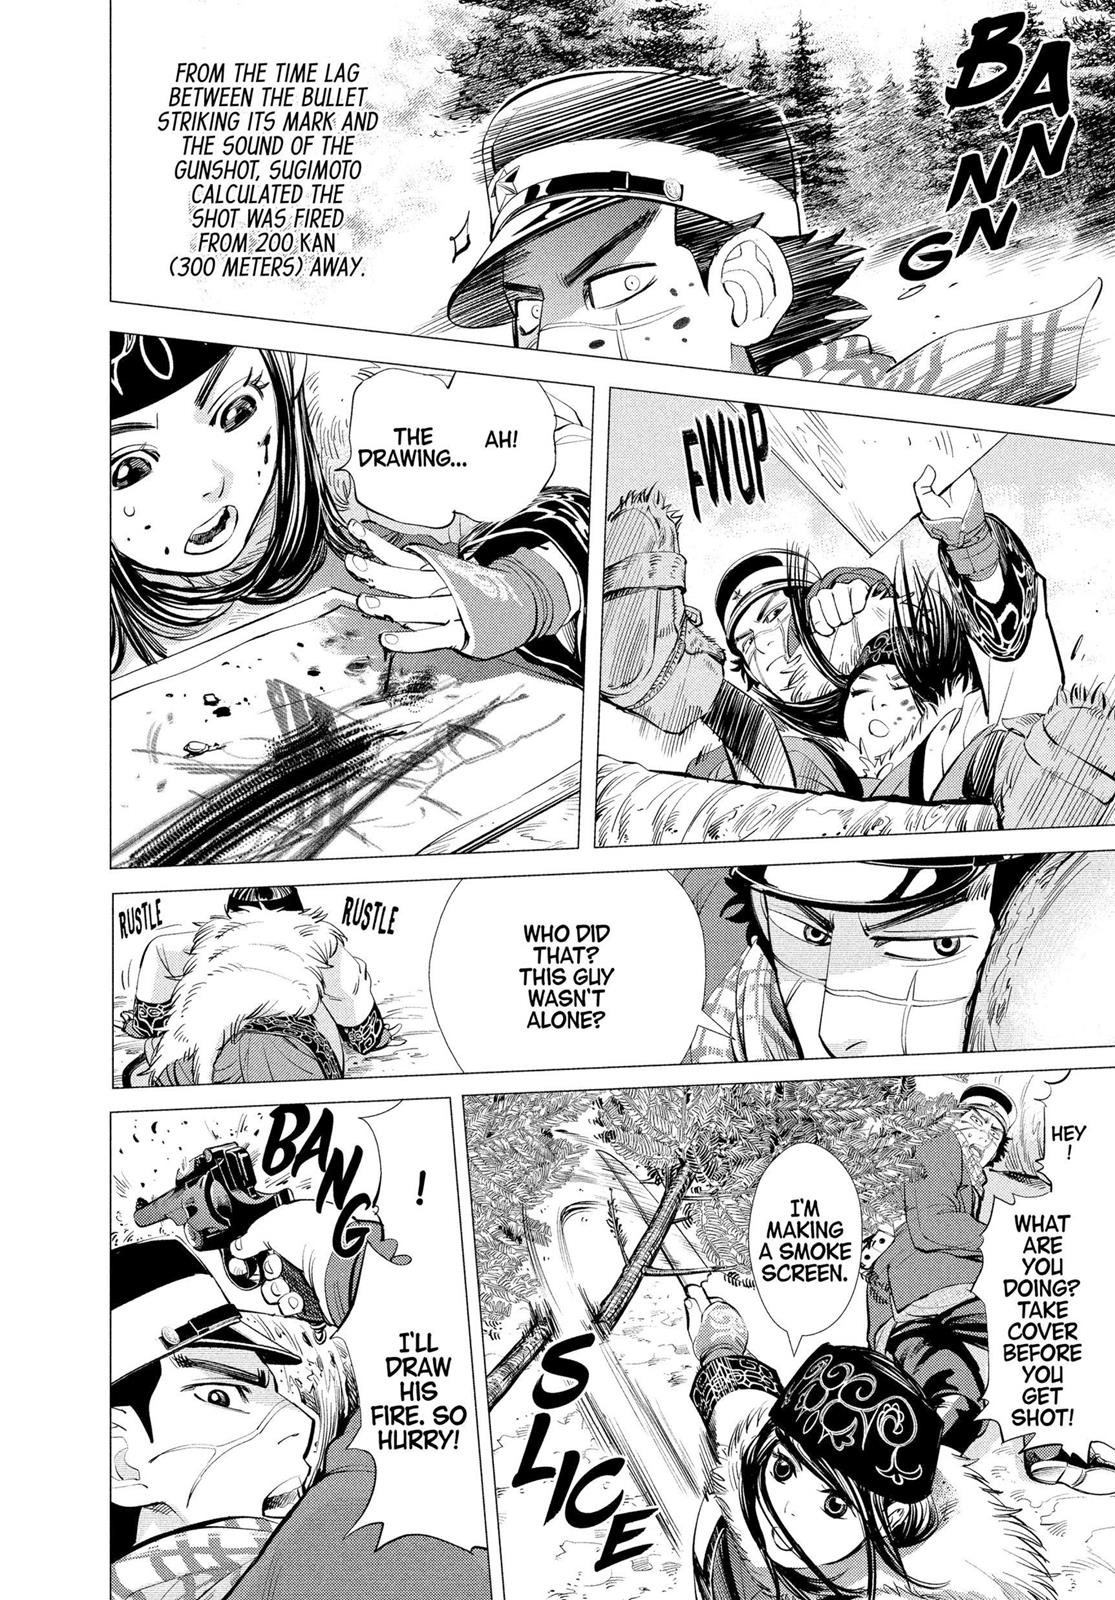 BANNNNG
FROM THE TIME LAG
BETWEEN THE BULLET
STRIKING ITS MARK AND
THE SOUND OF THE
GUNSHOT, SUGIMOTO
CALCULATED THE
SHOT WAS FIRED
FROM 200 KAN
(300 METERS) AWAY.
FWUP
AH!
THE
DRAWING...
WHO DID
THAT?
THIS GUY
WASN'T
ALONE?
RUSTLE
RUSTLE
HEY
!
WHAT
ARE
YOU
DOING?
TAKE
COVER
BEFORE
YOU
GET
SHOT!
I'M
MAKING
A SMOKE
SCREEN.
SLICE
!
BANG
I'LL
DRAW
HIS
FIRE. SO
HURRY!